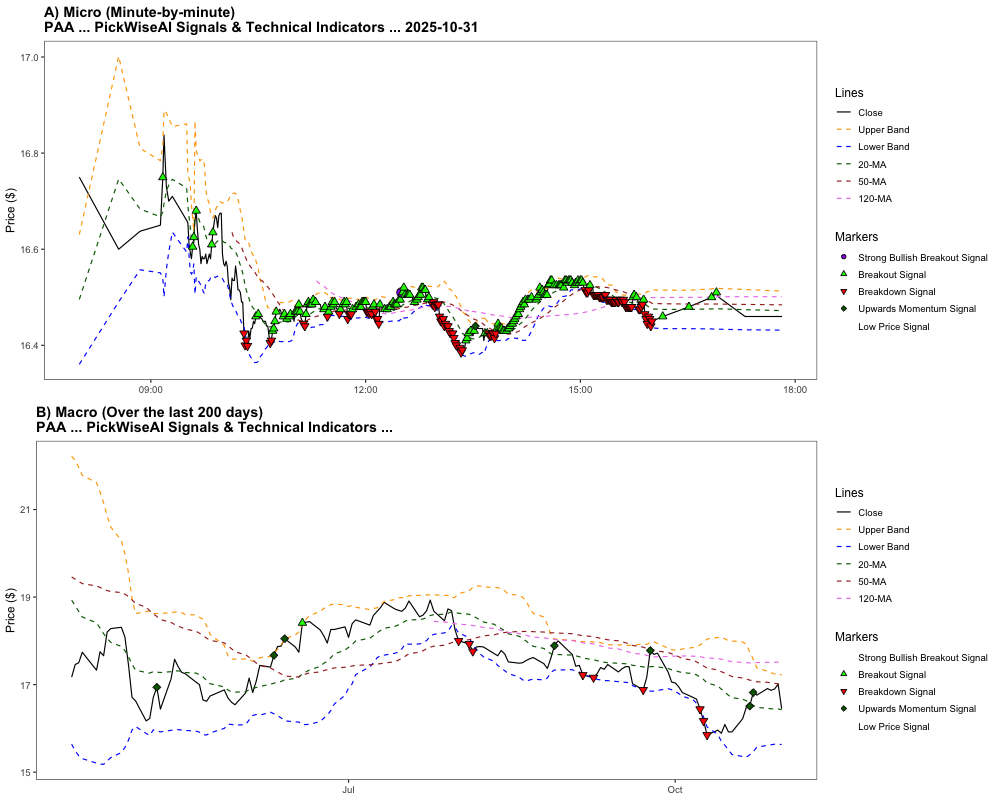 A) Micro (Minute-by-minute)
PAA ... PickWiseAI Signals & Technical Indicators ... 2025-10-31
17.0
16.8
16.6
16.4
Price ($)
09:00
12:00
15:00
18:00
Lines
Close
Upper Band
Lower Band
20-MA
50-MA
120-MA
Markers
Strong Bullish Breakout Signal
Breakout Signal
Breakdown Signal
Upwards Momentum Signal
Low Price Signal
B) Macro (Over the last 200 days)
PAA ... PickWiseAI Signals & Technical Indicators ...
21
19
17
15
Price ($)
Jul
Oct
Lines
Close
Upper Band
Lower Band
20-MA
50-MA
120-MA
Markers
Strong Bullish Breakout Signal
Breakout Signal
Breakdown Signal
Upwards Momentum Signal
Low Price Signal